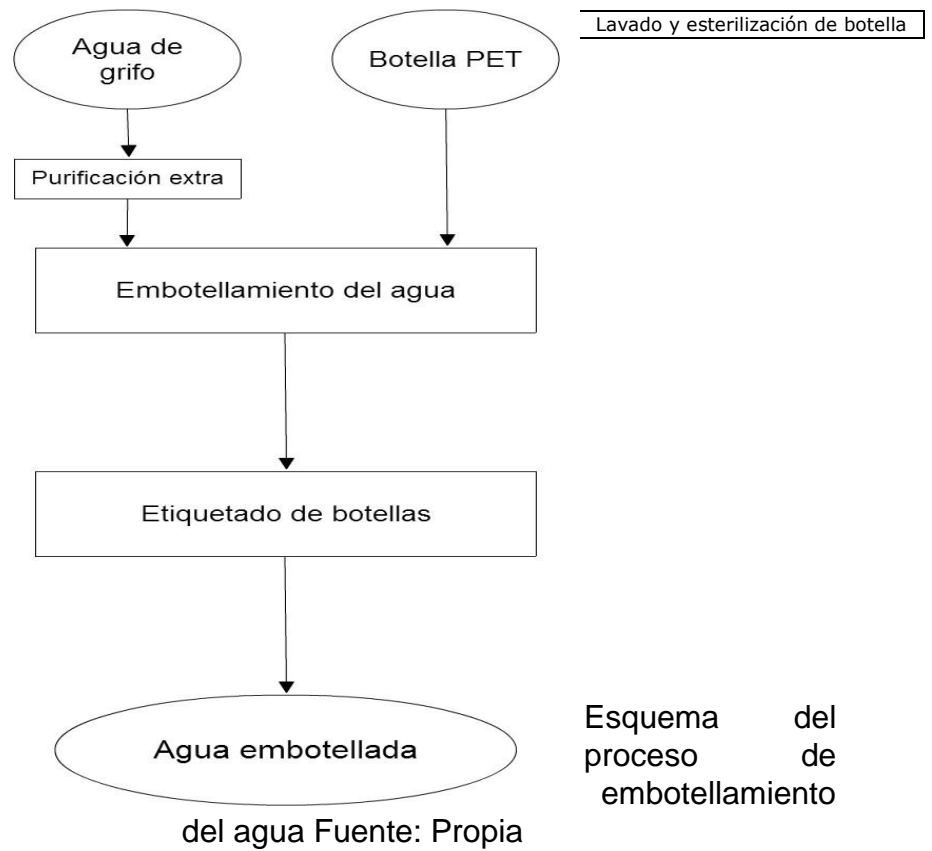 Agua de
grifo
Botella PET
Lavado y esterilización de botella
Purificación extra
Embotellamiento del agua
Etiquetado de botellas
Agua embotellada
Esquema del
proceso de
embotellamiento
del agua Fuente: Propia